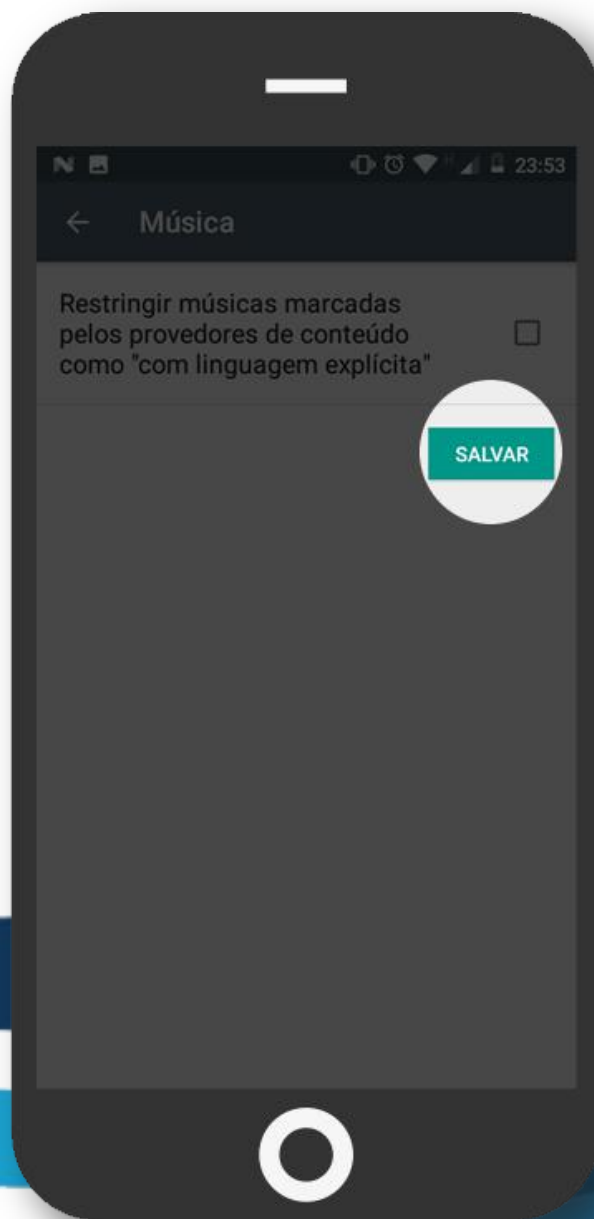 23:53
Música
Restringir músicas marcadas
pelos provedores de conteúdo
como "com linguagem explícita"
SALVAR